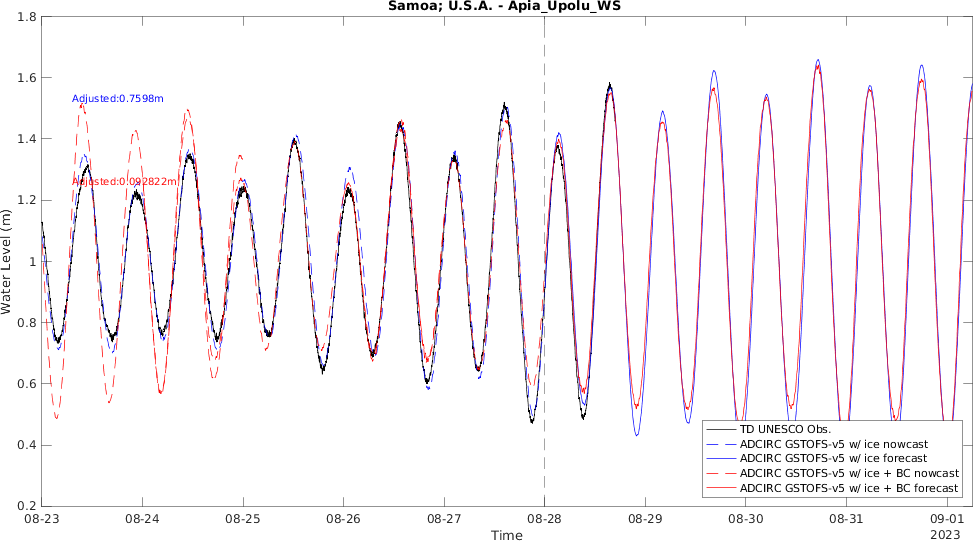 Samoa; U.S.A. - Apia_Upolu_WS
1.8
1.6
1.4
1.2
1
0.8
0.6
0.4
0.2
Water Level (m)
Adjusted:0.7598m
Adjusted:0.092822m
TD UNESCO Obs.
ADCIRC GSTOFS-v5 w/ ice nowcast
ADCIRC GSTOFS-v5 w/ ice forecast
ADCIRC GSTOFS-v5 w/ ice + BC nowcast
ADCIRC GSTOFS-v5 w/ ice + BC forecast
08-23 08-24 08-25 08-26 08-27 08-28 08-29 08-30 08-31 09-01
Time
2023